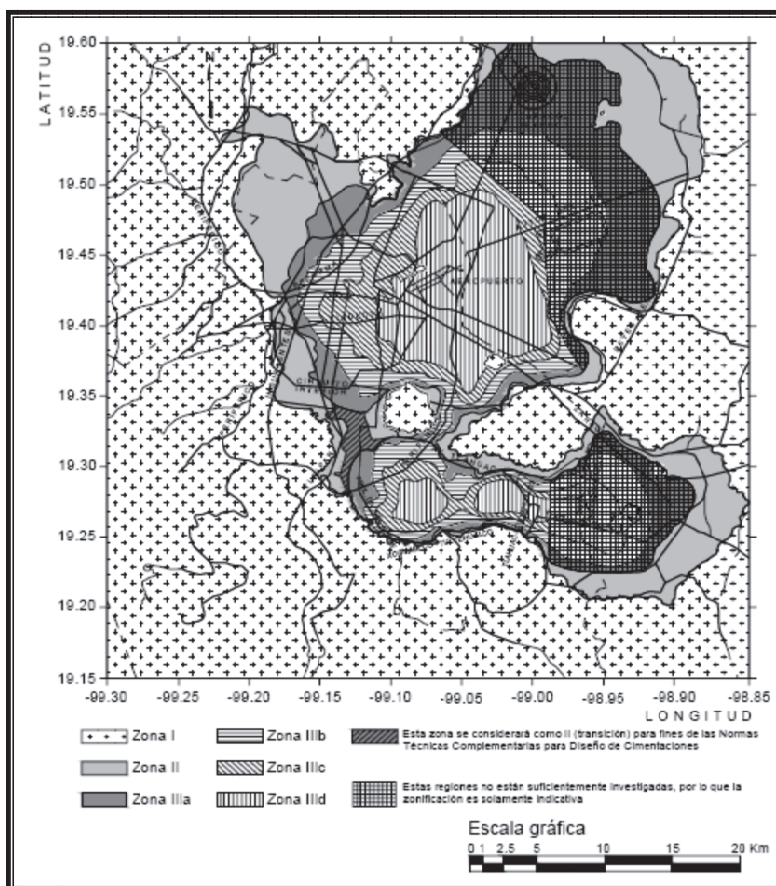 LATITUD
19.60
N
19.55
19.50
19.45
AEROPUERTO
19.40
19.35
CIRCUITO
INTERIOR
19.30
19.25
19.20
19.15
-99.30 -99.25 -99.20 -99.15 -99.10 -99.05 -99.00 -98.95 -98.90 -98.85
LONGITUD
Zona I
Zona II
Zona IIIa
Zona IIIb
Zona IIIc
Zona IIId
Esta zona se considerará como II (transición) para fines de las Normas
Técnicas Complementarias para Diseño de Cimentaciones
Estas regiones no están suficientemente investigadas, por lo que la
zonificación es solamente indicativa
Escala gráfica
0 1 2.5 5 10 15 20 Km